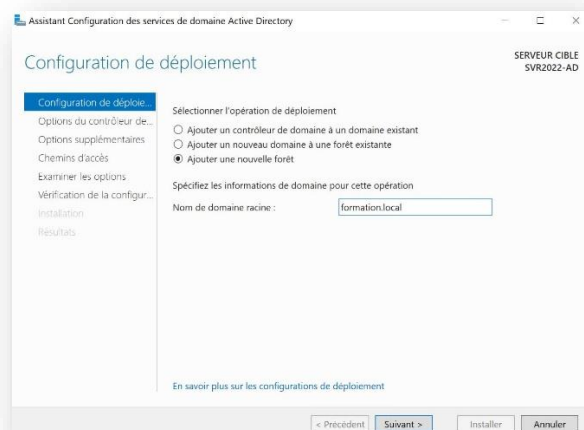 Assistant Configuration des services de domaine Active Directory
Configuration de déploiement
SERVEUR CIBLE
SVR2022-AD
Configuration de déploie...
Options du contrôleur de...
Options supplémentaires
Chemins d'accès
Examiner les options
Vérification de la configur...
Installation
Résultats
Sélectionner l'opération de déploiement
Ajouter un contrôleur de domaine à un domaine existant
Ajouter un nouveau domaine à une forêt existante
Ajouter une nouvelle forêt
Spécifiez les informations de domaine pour cette opération
Nom de domaine racine : formation.local
En savoir plus sur les configurations de déploiement
< Précédent Suivant > Installer Annuler